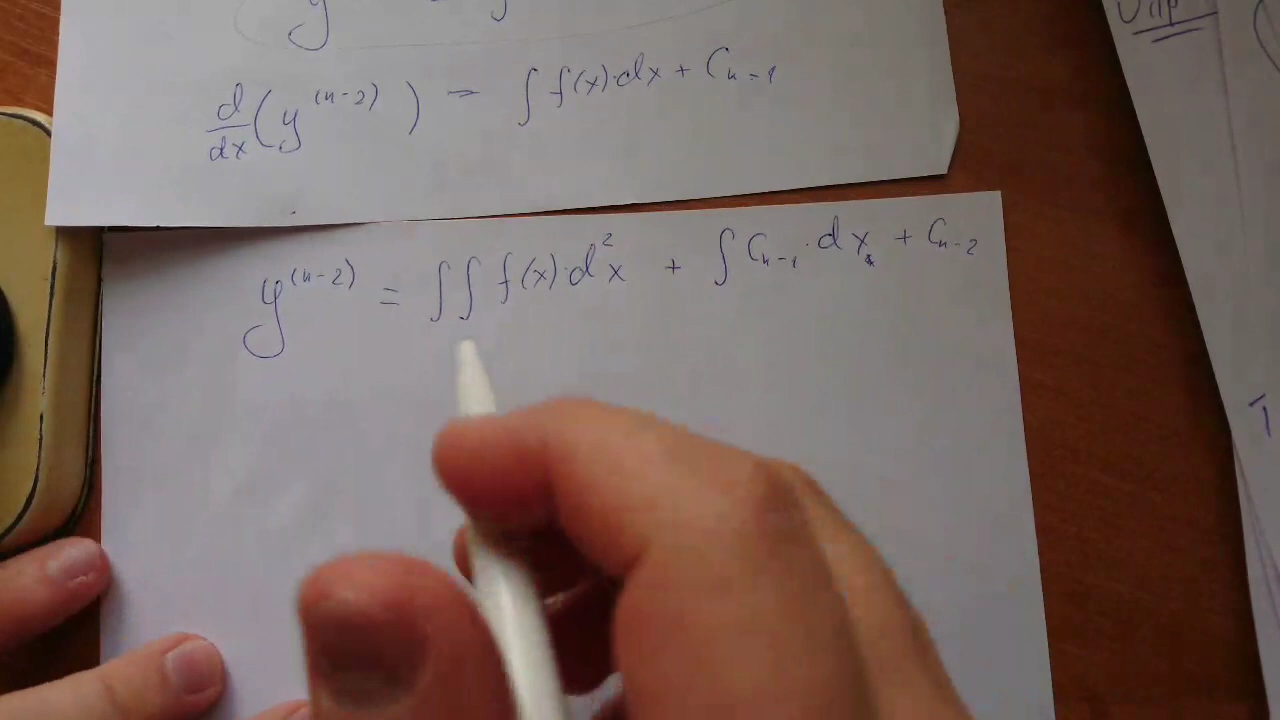 d/dx (y^(n-2)) = ∫ f(x)·dx + C_{n-1}
y^(n-2) = ∫∫ f(x)·d²x + ∫ C_{n-1}·dx + C_{n-2}